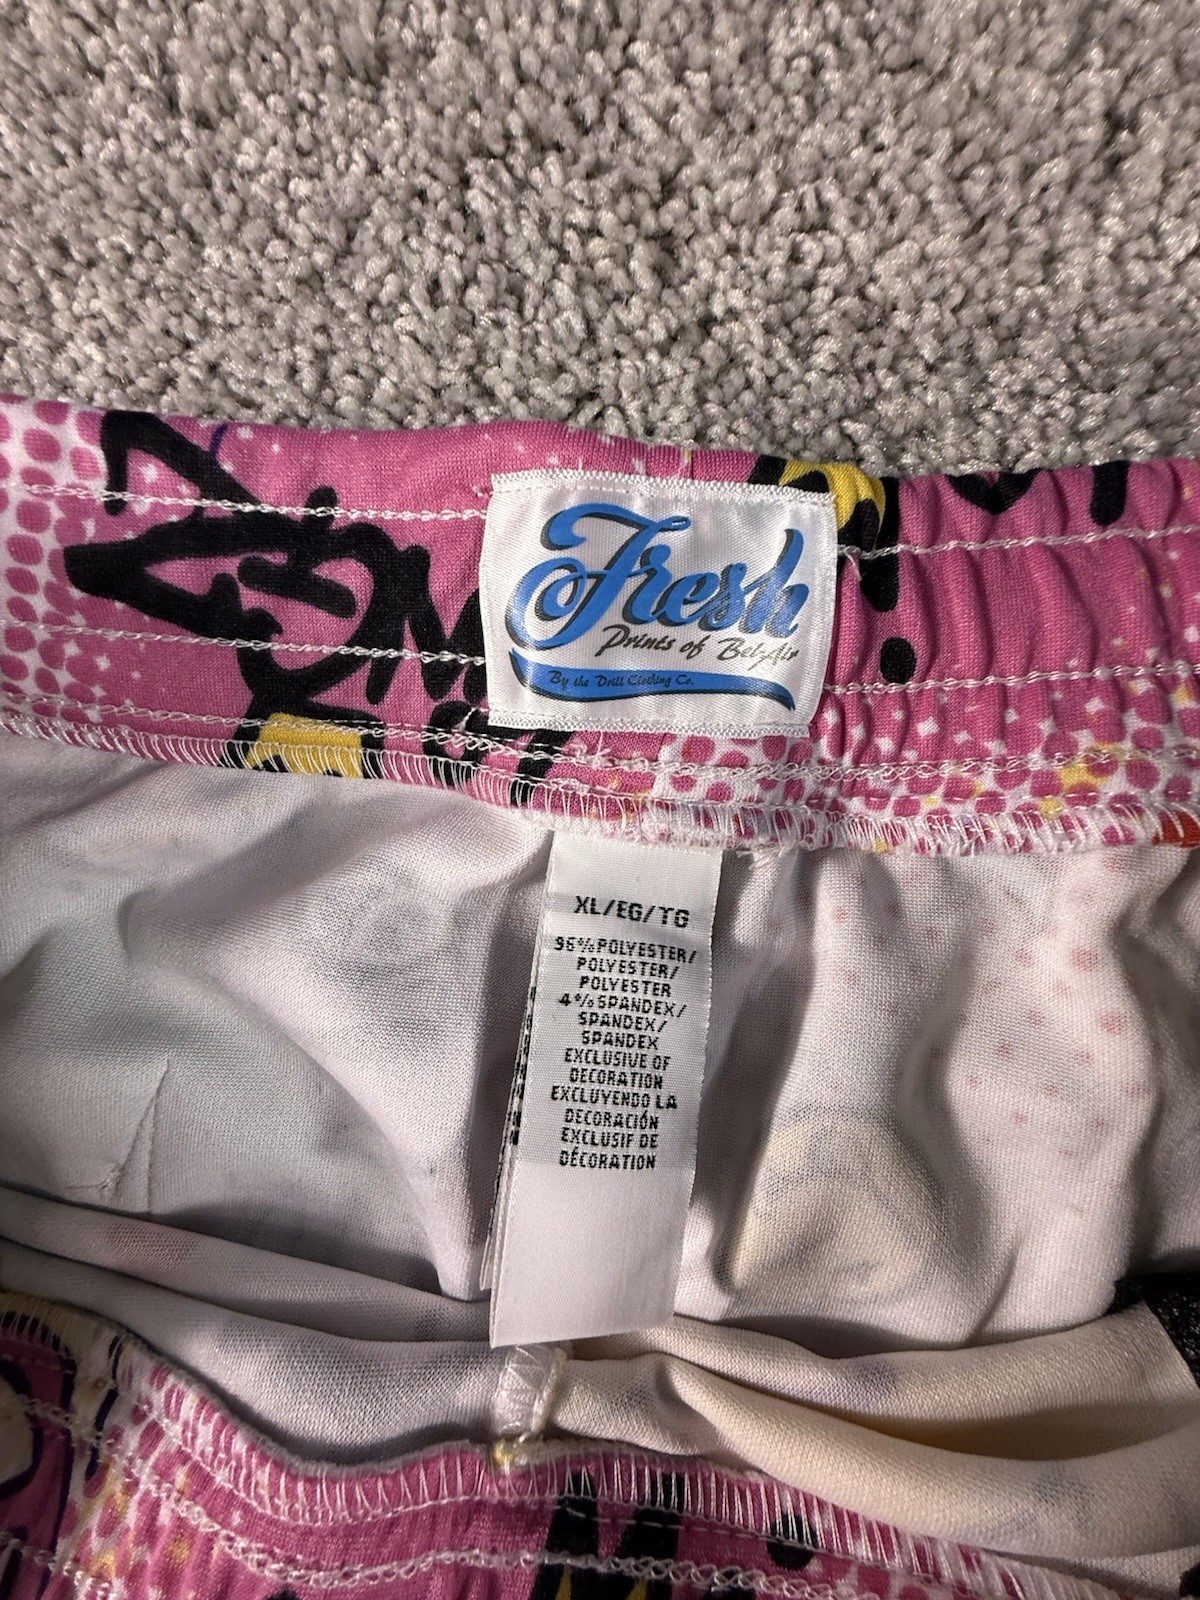 Fresh
Prints of Bel-Air
By the Drill Clothing Co.
XL/EG/TG
96%POLYESTER/
POLYESTER/
POLYESTER
4%SPANDEX/
SPANDEX/
SPANDEX
EXCLUSIVE OF
DECORATION
EXCLUYENDO LA
DECORACIÓN
EXCLUSIF DE
DÉCORATION